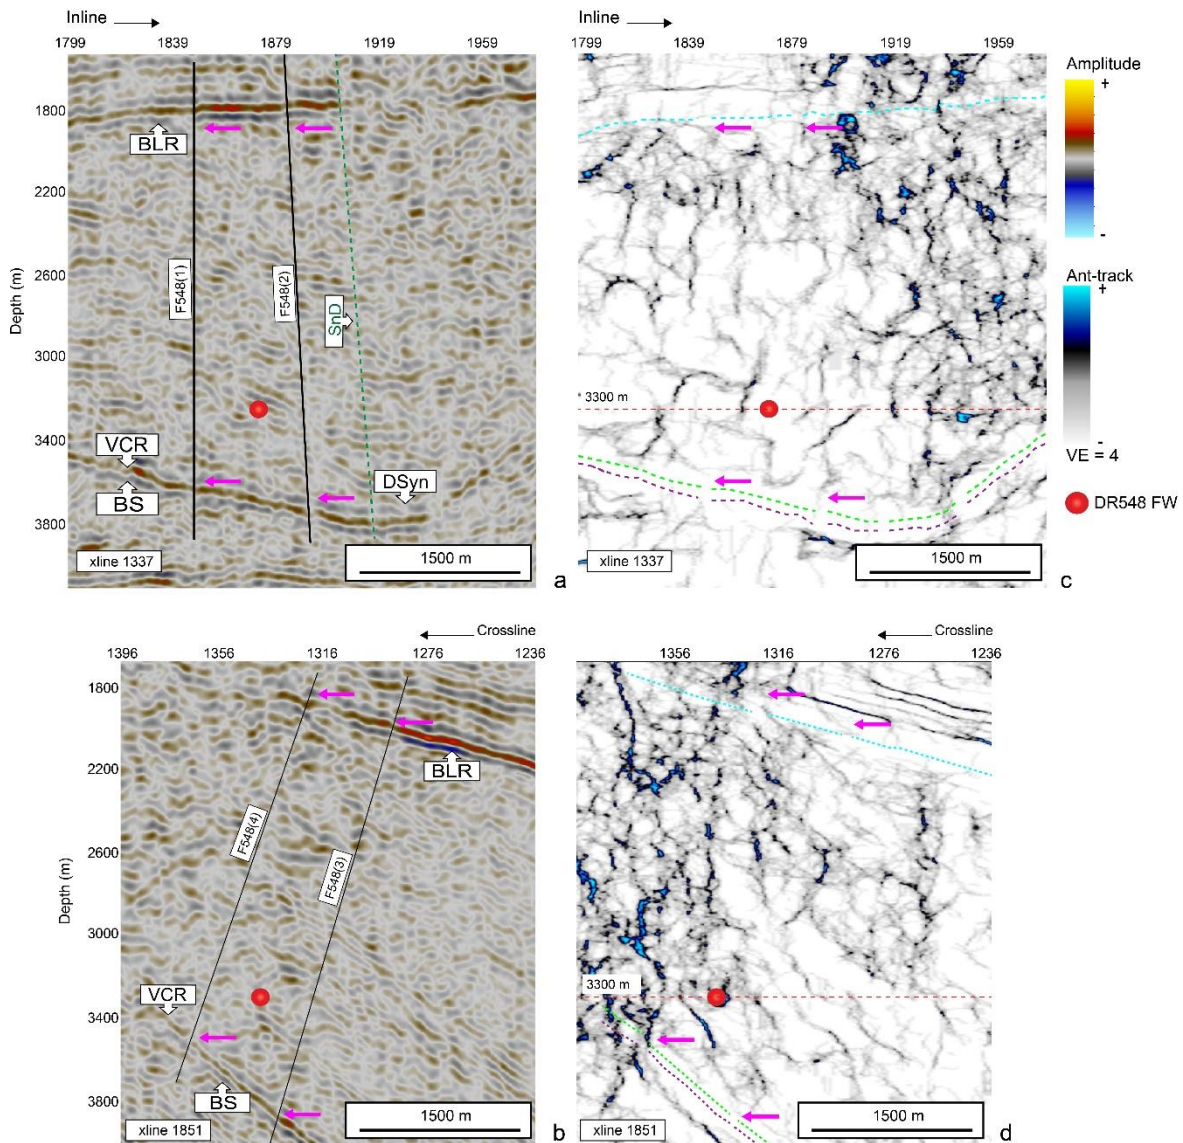 Inline
1799 1839 1879 1919 1959
Depth (m)
1800
2200
2600
3000
3400
3800
BLR
F548(1)
F548(2)
SnD
VCR
BS
DSyn
xline 1337
1500 m
a
Inline
1799 1839 1879 1919 1959
3300 m
xline 1337
1500 m
c
Amplitude
+
-
Ant-track
+
-
VE = 4
DR548 FW
Crossline
1396 1356 1316 1276 1236
Depth (m)
1800
2200
2600
3000
3400
3800
BLR
F548(4)
F548(3)
VCR
BS
xline 1851
1500 m
b
Crossline
1356 1316 1276 1236
3300 m
xline 1851
1500 m
d